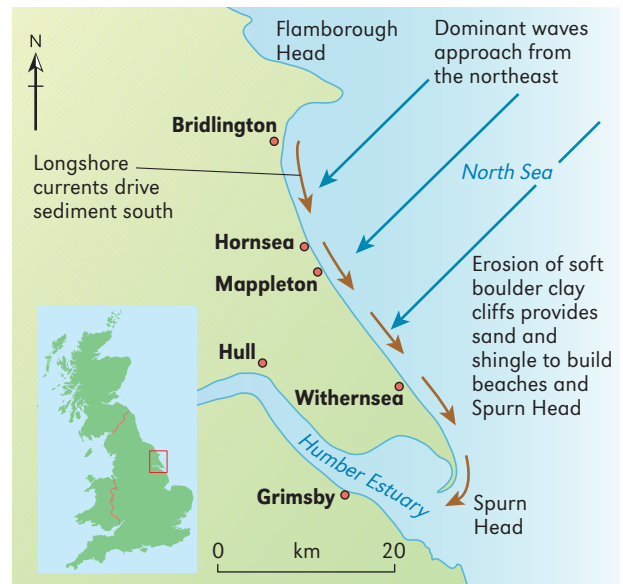 Flamborough
Head
Dominant waves
approach from
the northeast
N
Bridlington
Longshore
currents drive
sediment south
North Sea
Hornsea
Mappleton
Erosion of soft
boulder clay
cliffs provides
sand and
shingle to build
beaches and
Spurn Head
Hull
Withernsea
Humber Estuary
Grimsby
Spurn
Head
0 km 20